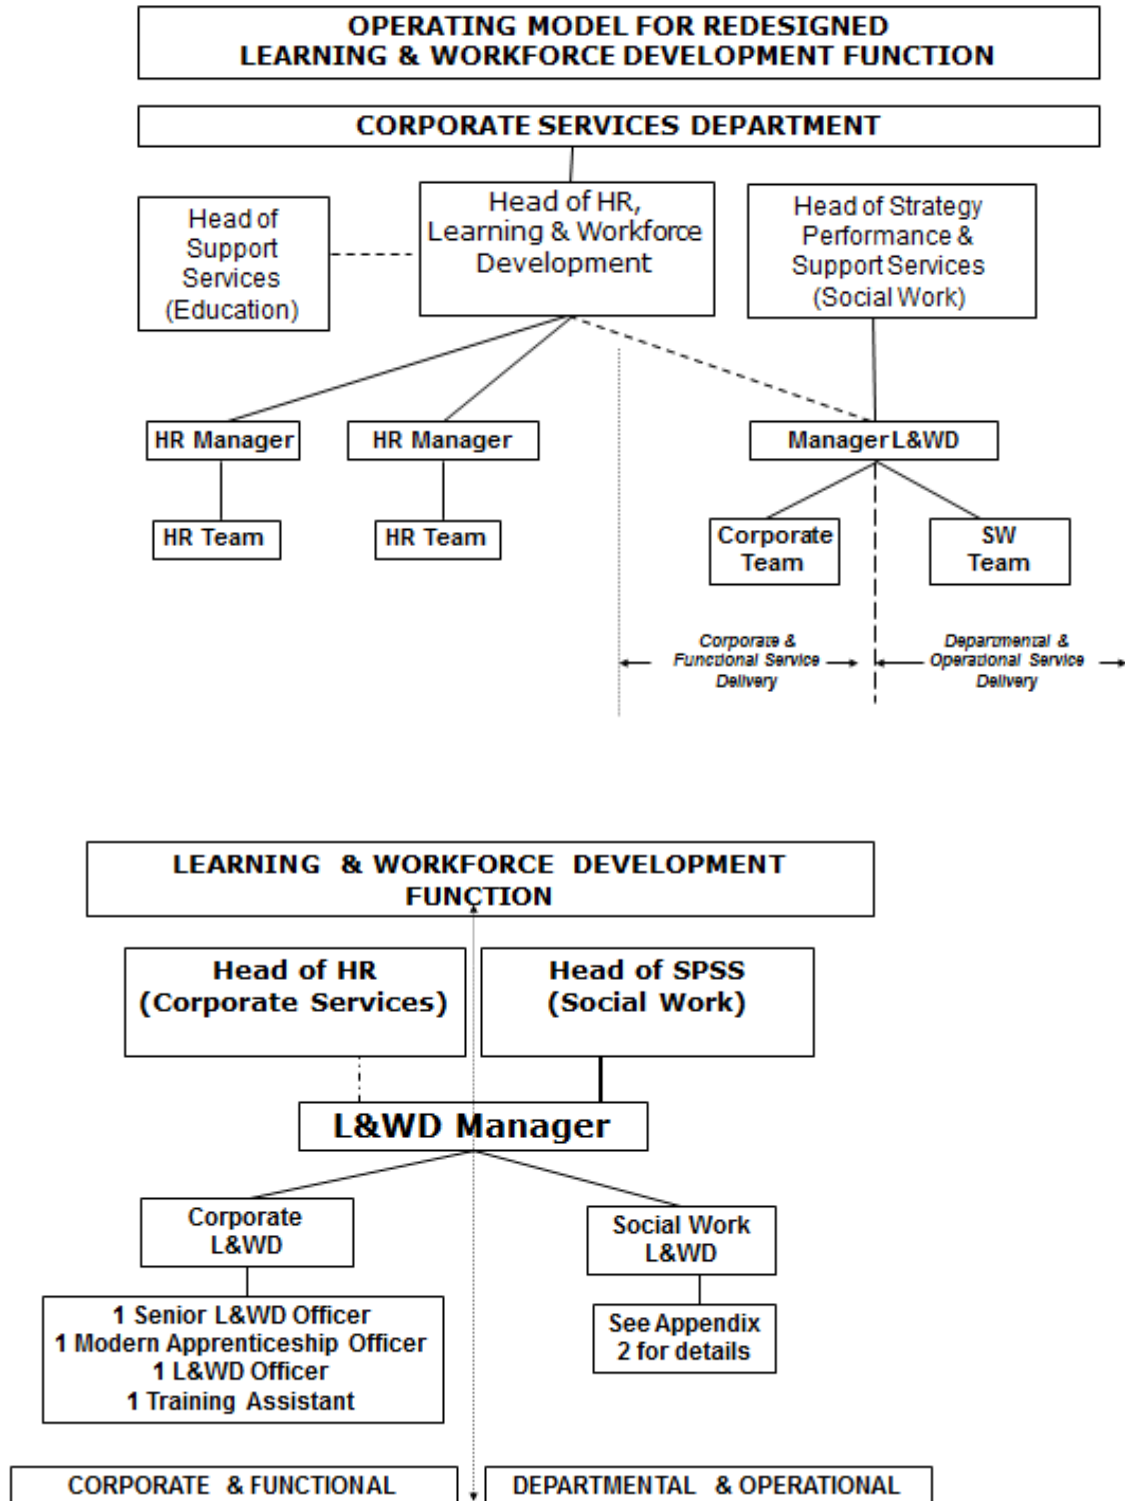 OPERATING MODEL FOR REDESIGNED
LEARNING & WORKFORCE DEVELOPMENT FUNCTION
CORPORATE SERVICES DEPARTMENT
Head of
Support
Services
(Education)
Head of HR,
Learning & Workforce
Development
Head of Strategy
Performance &
Support Services
(Social Work)
HR Manager
HR Manager
Manager L&WD
HR Team
HR Team
Corporate
Team
SW
Team
Corporate &
Functional Service
Delivery
Departmental &
Operational Service
Delivery
LEARNING & WORKFORCE DEVELOPMENT
FUNCTION
Head of HR
(Corporate Services)
Head of SPSS
(Social Work)
L&WD Manager
Corporate
L&WD
Social Work
L&WD
1 Senior L&WD Officer
1 Modern Apprenticeship Officer
1 L&WD Officer
1 Training Assistant
See Appendix
2 for details
CORPORATE & FUNCTIONAL
DEPARTMENTAL & OPERATIONAL